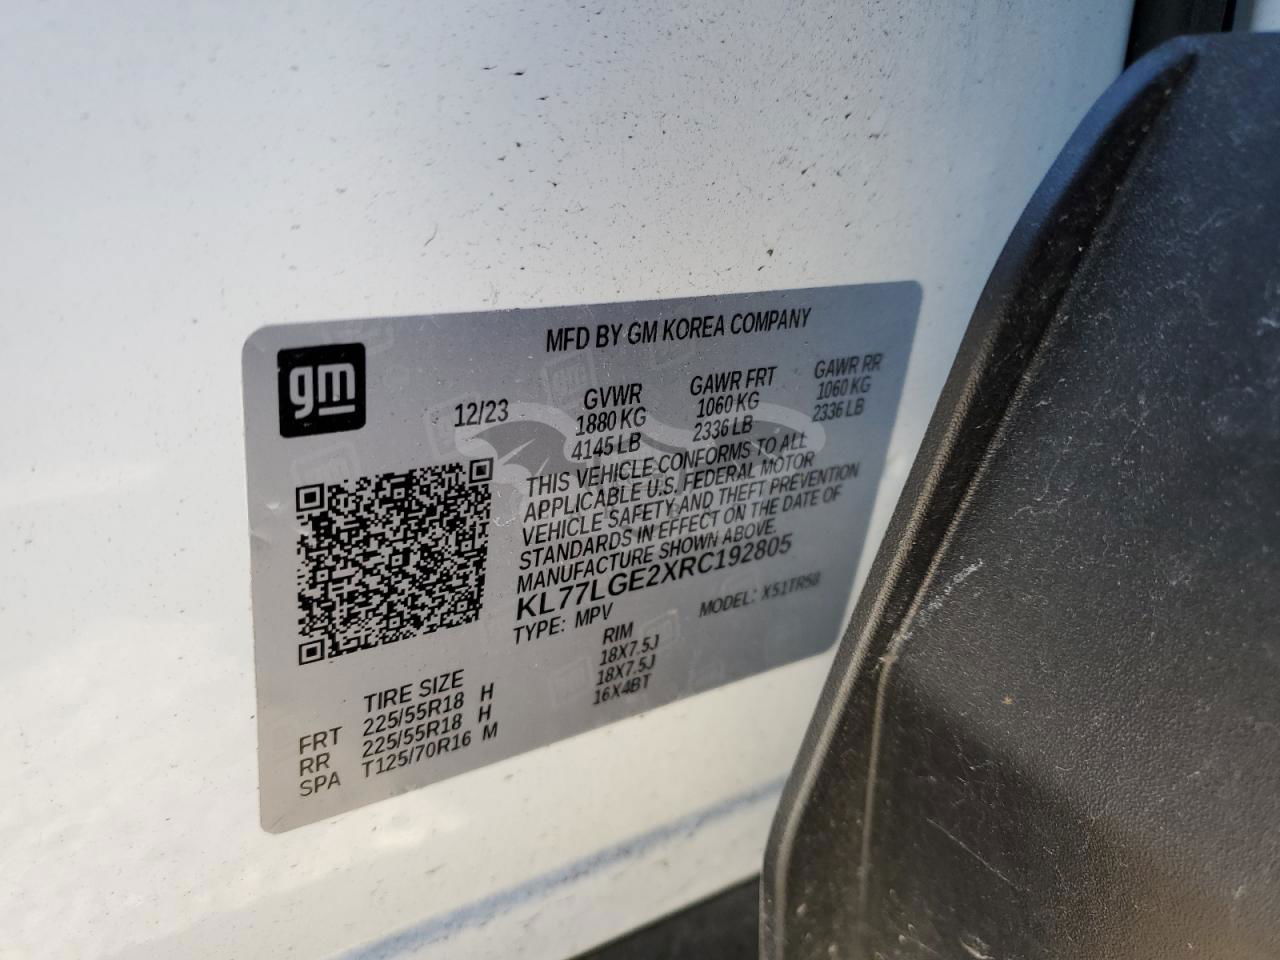 MFD BY GM KOREA COMPANY
gm
12/23
GVWR GAWR FRT GAWR RR
1880 KG 1060 KG 1060 KG
4145 LB 2336 LB 2336 LB
THIS VEHICLE CONFORMS TO ALL
APPLICABLE U.S. FEDERAL MOTOR
VEHICLE SAFETY AND THEFT PREVENTION
STANDARDS IN EFFECT ON THE DATE OF
MANUFACTURE SHOWN ABOVE.
KL77LGE2XRC192805
TYPE: MPV MODEL: X51TR58
TIRE SIZE RIM
FRT 225/55R18 H 18X7.5J
RR 225/55R18 H 18X7.5J
SPA T125/70R16 M 16X4BT